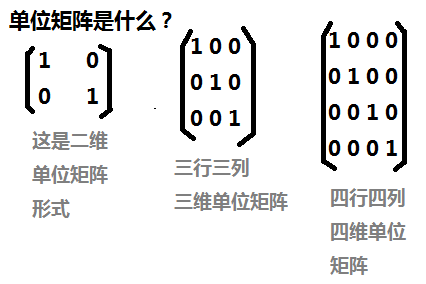 单位矩阵是什么？
1 0
0 1
这是二维
单位矩阵
形式
1 0 0
0 1 0
0 0 1
三行三列
三维单位矩阵
1 0 0 0
0 1 0 0
0 0 1 0
0 0 0 1
四行四列
四维单位
矩阵